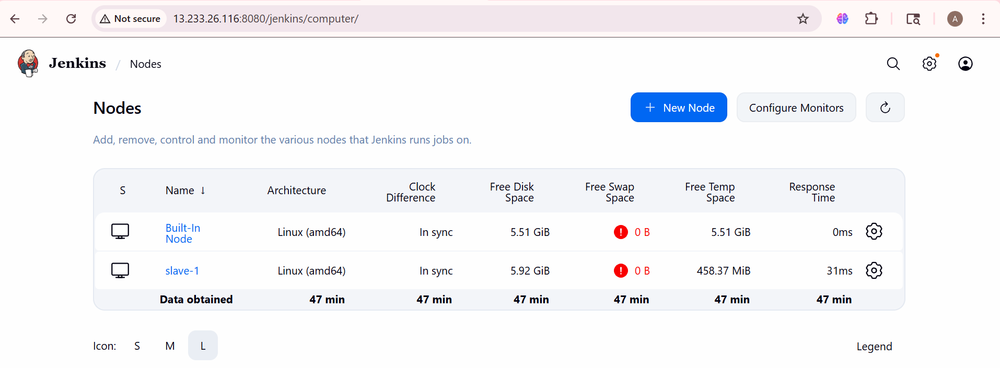 Not secure 13.233.26.116:8080/jenkins/computer/ A
Jenkins / Nodes
Nodes
+ New Node
Configure Monitors
Add, remove, control and monitor the various nodes that Jenkins runs jobs on.
S Name ↓ Architecture Clock Difference Free Disk Space Free Swap Space Free Temp Space Response Time
Built-In Node Linux (amd64) In sync 5.51 GiB 0 B 5.51 GiB 0ms
slave-1 Linux (amd64) In sync 5.92 GiB 0 B 458.37 MiB 31ms
Data obtained 47 min 47 min 47 min 47 min 47 min 47 min
Icon: S M L Legend